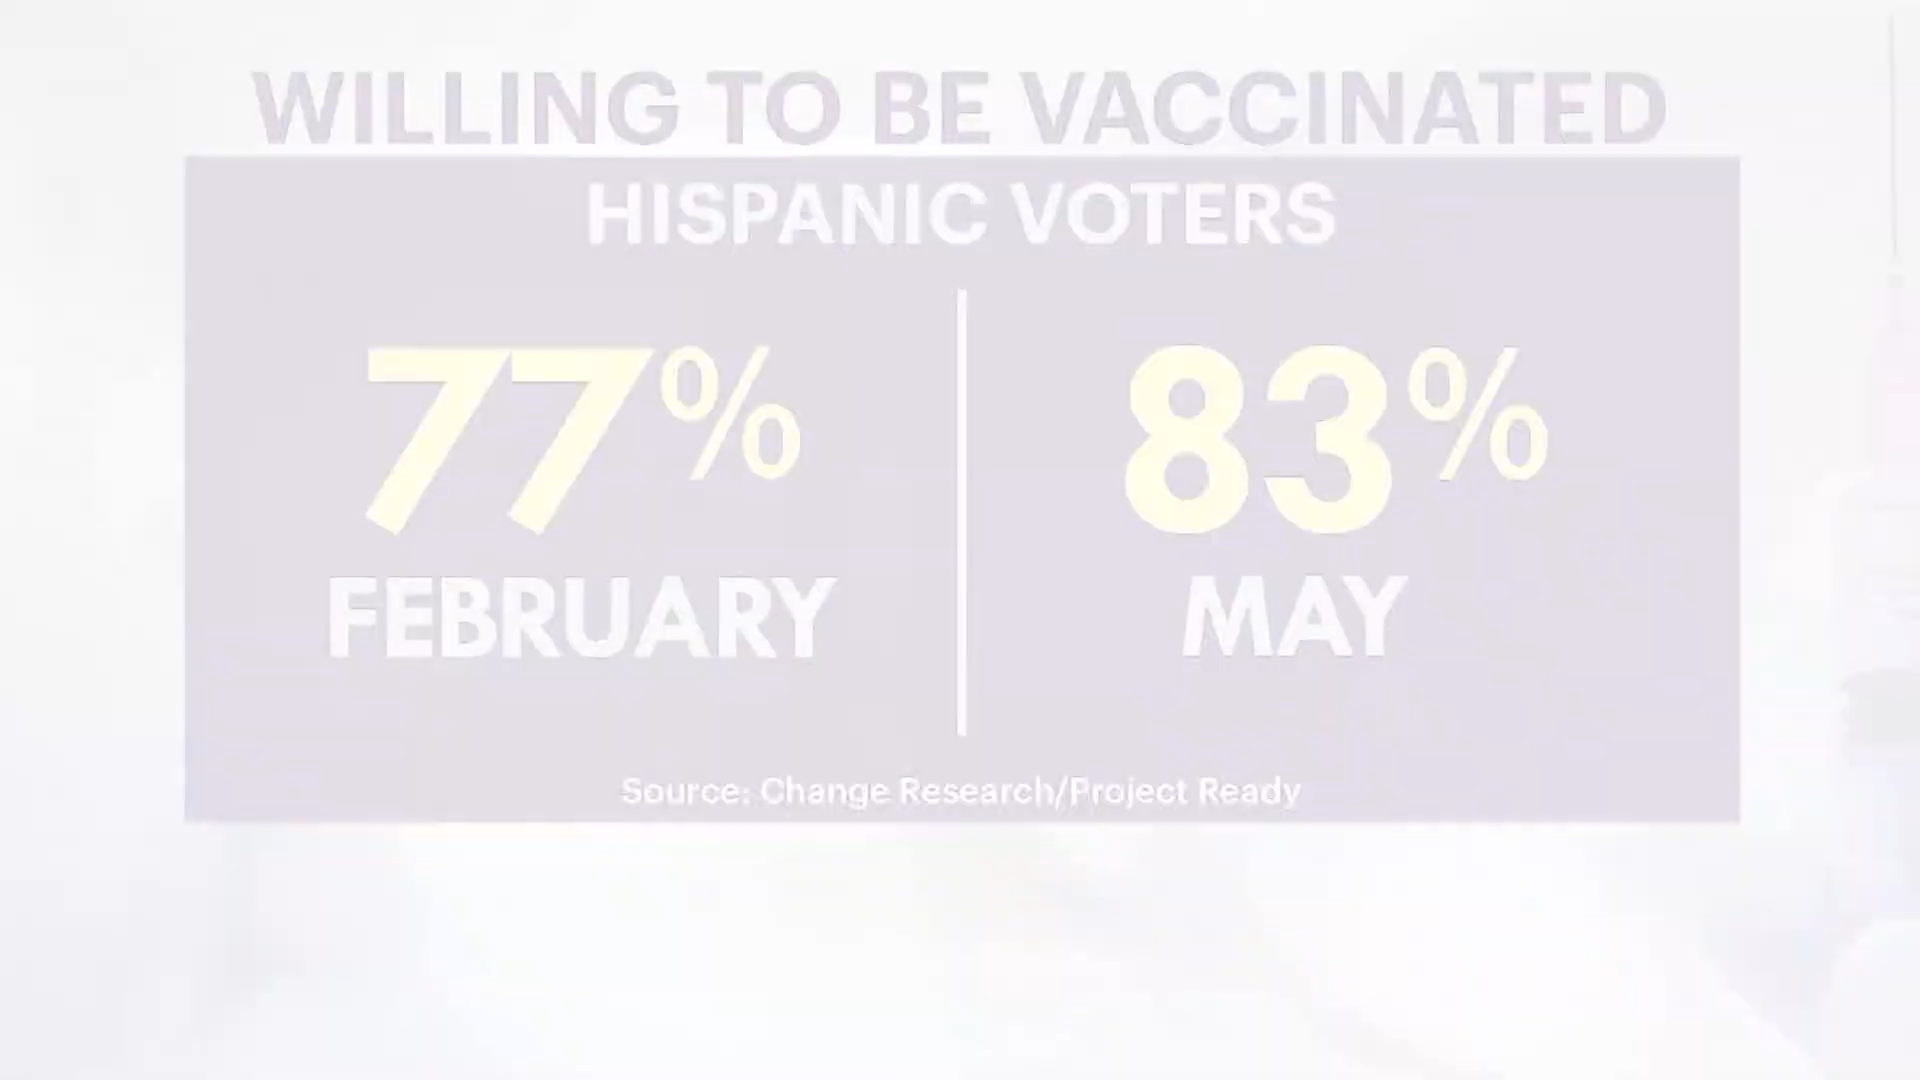 WILLING TO BE VACCINATED
HISPANIC VOTERS
77% 83%
FEBRUARY MAY
Source: Change Research/Project Ready